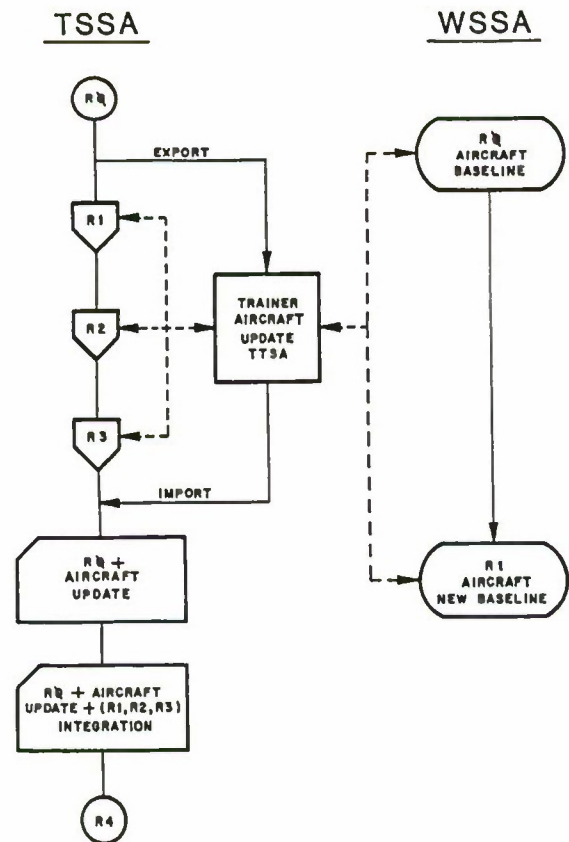 TSSA
WSSA
RØ
EXPORT
RØ
AIRCRAFT
BASELINE
R1
TRAINER
AIRCRAFT
UPDATE
TTSA
R2
R3
IMPORT
RØ +
AIRCRAFT
UPDATE
R1
AIRCRAFT
NEW BASELINE
RØ + AIRCRAFT
UPDATE + (R1,R2,R3)
INTEGRATION
R4